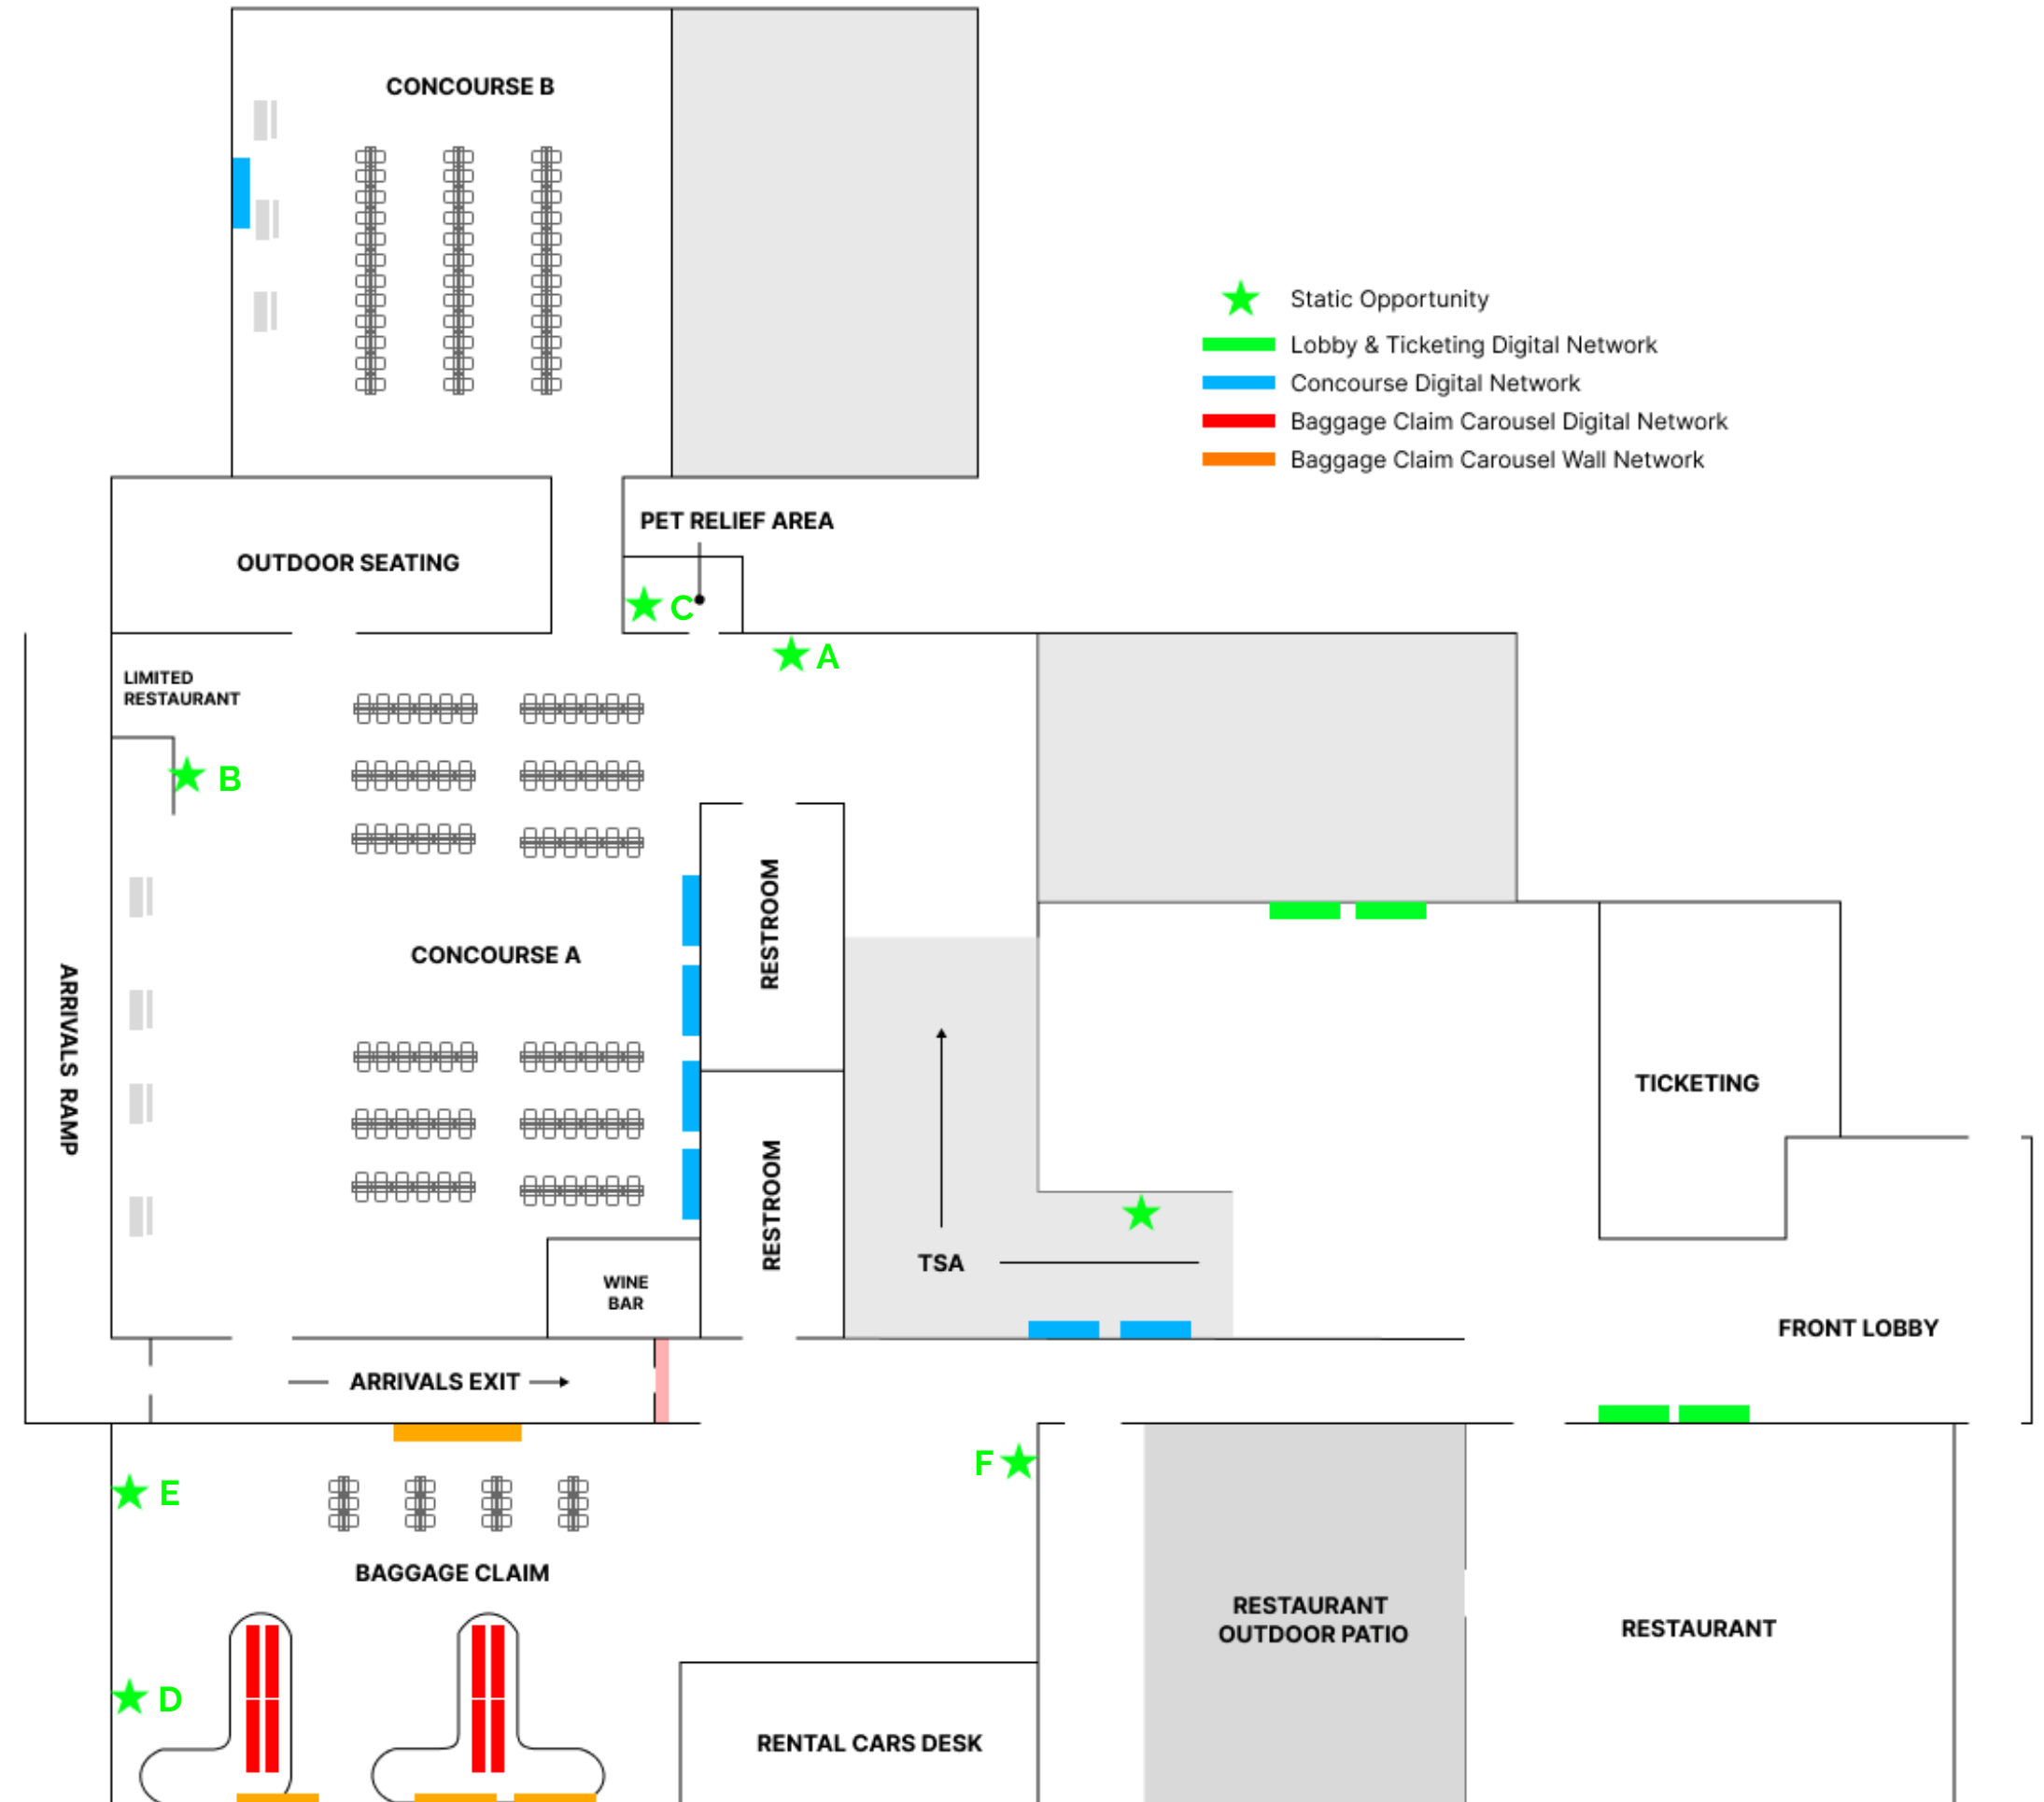 CONCOURSE B
Static Opportunity
Lobby & Ticketing Digital Network
Concourse Digital Network
Baggage Claim Carousel Digital Network
Baggage Claim Carousel Wall Network
PET RELIEF AREA
OUTDOOR SEATING
C
A
LIMITED
RESTAURANT
B
RESTROOM
CONCOURSE A
ARRIVALS RAMP
TICKETING
RESTROOM
TSA
WINE
BAR
FRONT LOBBY
ARRIVALS EXIT
F
E
BAGGAGE CLAIM
RESTAURANT
OUTDOOR PATIO
RESTAURANT
D
RENTAL CARS DESK